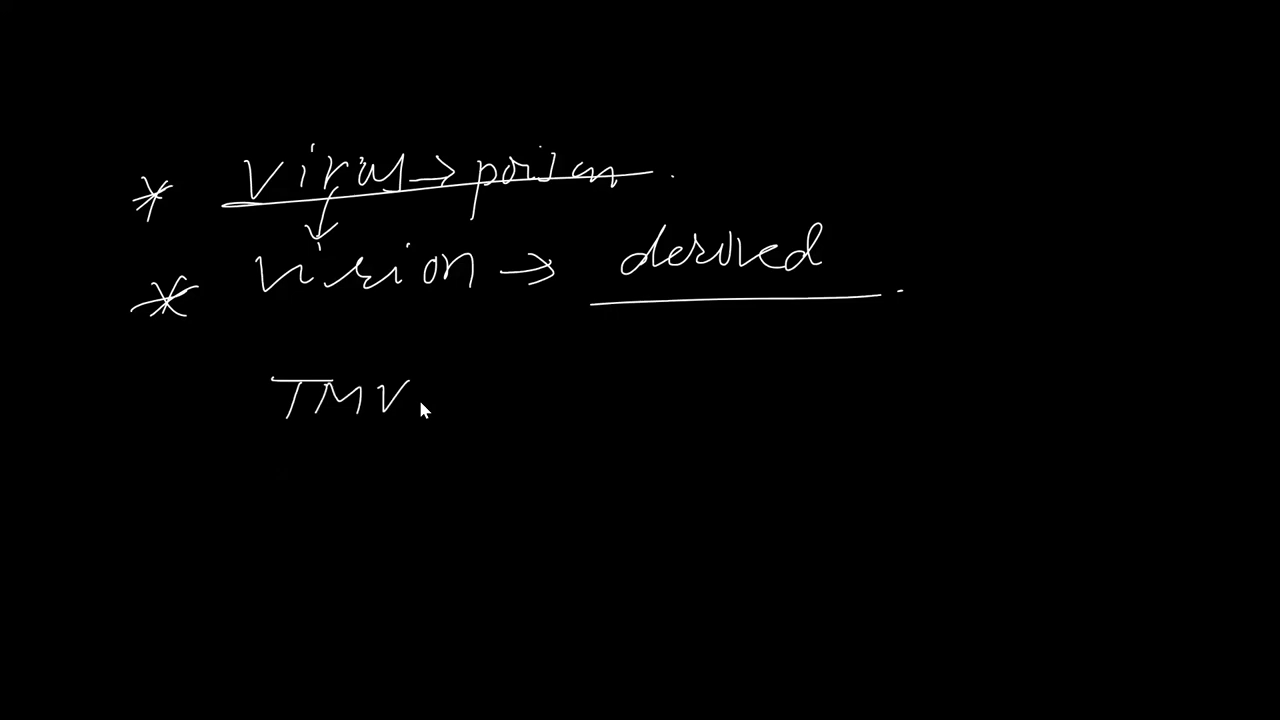 * virus → poison .
* virion → derived .
TMV